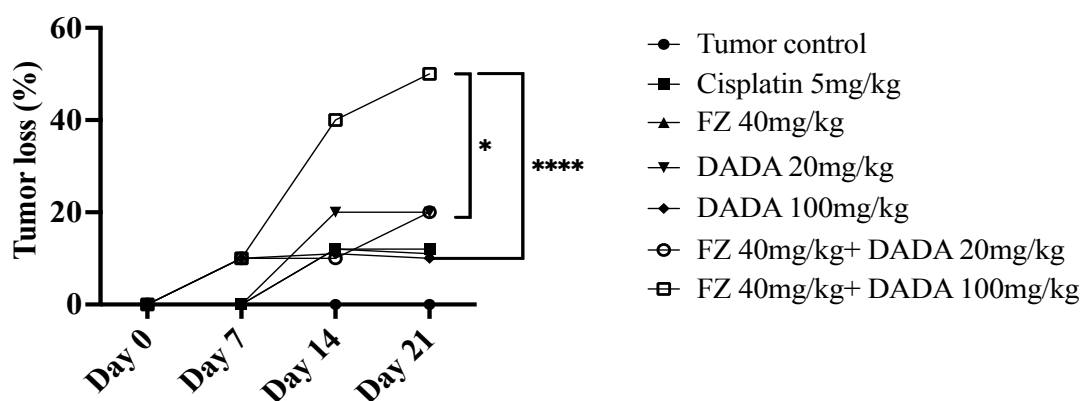 Tumor loss (%)
60
40
20
0
Day 0
Day 7
Day 14
Day 21
*
****
Tumor control
Cisplatin 5mg/kg
FZ 40mg/kg
DADA 20mg/kg
DADA 100mg/kg
FZ 40mg/kg+ DADA 20mg/kg
FZ 40mg/kg+ DADA 100mg/kg